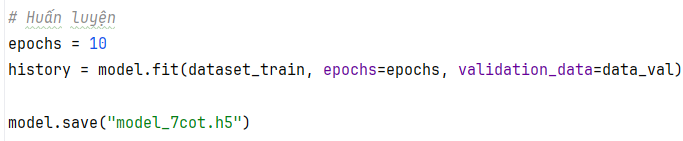 # Huấn luyện
epochs = 10
history = model.fit(dataset_train, epochs=epochs, validation_data=data_val)
model.save("model_7cot.h5")